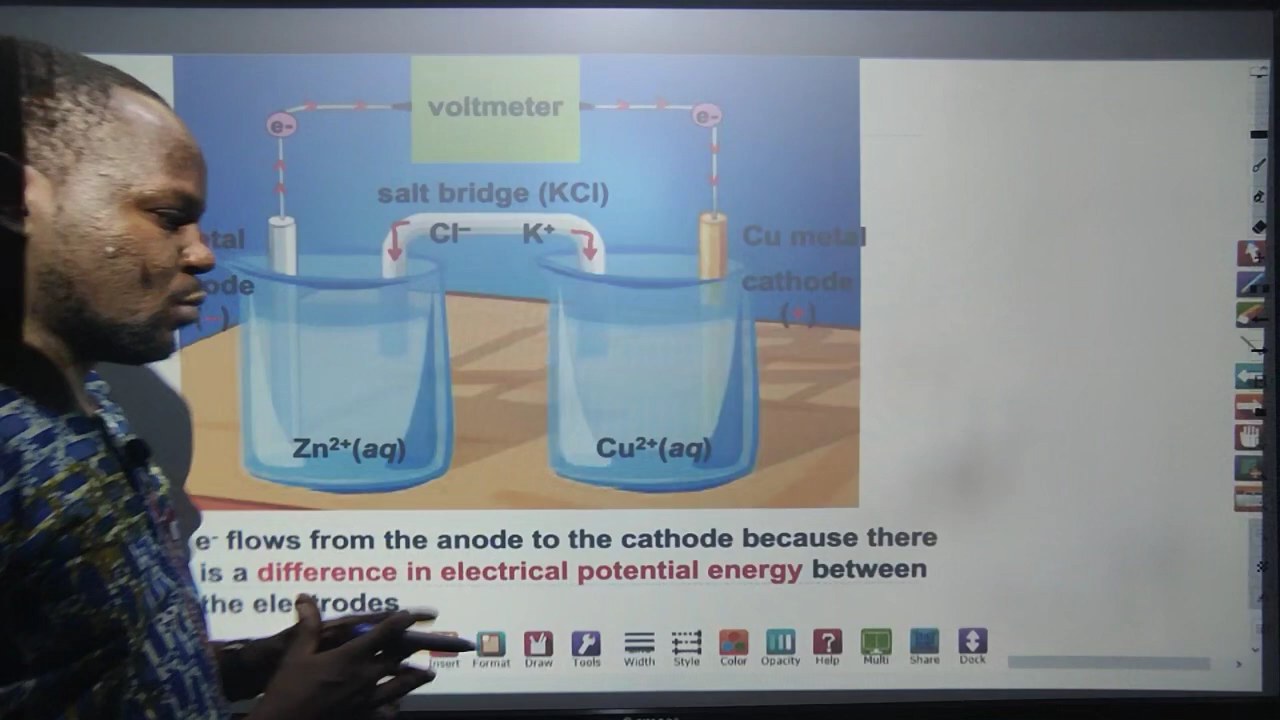 voltmeter
e-
e-
salt bridge (KCl)
Cl⁻ K⁺
Cu metal
cathode
(+)
(−)
Zn²⁺(aq)
Cu²⁺(aq)
e⁻ flows from the anode to the cathode because there
is a difference in electrical potential energy between
the electrodes.
Insert Format Draw Tools Width Style Color Opacity Help Multi Share Dock